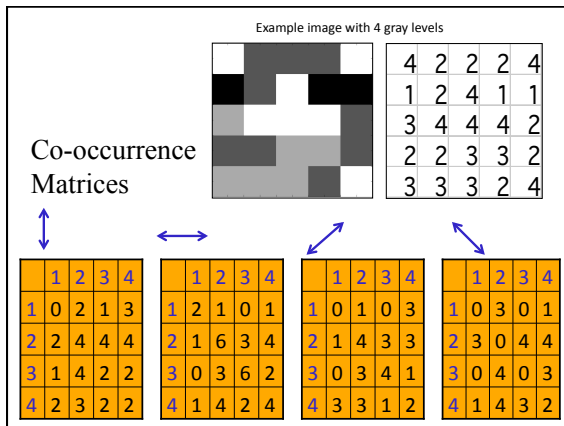 Example image with 4 gray levels
4 2 2 2 4
1 2 4 1 1
3 4 4 4 2
2 2 3 3 2
3 3 3 2 4
Co-occurrence
Matrices
1 2 3 4
1 0 2 1 3
2 2 4 4 4
3 1 4 2 2
4 2 3 2 2
1 2 3 4
1 2 1 0 1
2 1 6 3 4
3 0 3 6 2
4 1 4 2 4
1 2 3 4
1 0 1 0 3
2 1 4 3 3
3 0 3 4 1
4 3 3 1 2
1 2 3 4
1 0 3 0 1
2 3 0 4 4
3 0 4 0 3
4 1 4 3 2